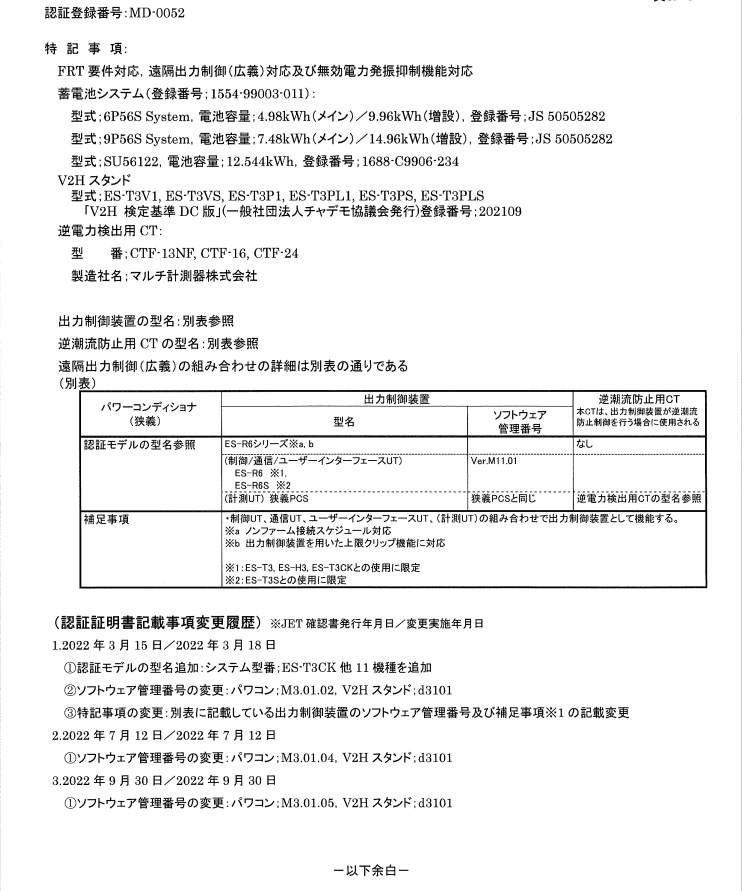 認証登録番号:MD-0052
特 記 事 項:
FRT 要件対応, 遠隔出力制御(広義)対応及び無効電力発振抑制機能対応
蓄電池システム(登録番号;1554-99003-011):
型式;6P56S System, 電池容量;4.98kWh(メイン)/9.96kWh(増設), 登録番号;JS 50505282
型式;9P56S System, 電池容量;7.48kWh(メイン)/14.96kWh(増設), 登録番号;JS 50505282
型式;SU56122, 電池容量;12.544kWh, 登録番号;1688-C9906-234
V2H スタンド
型式;ES-T3V1, ES-T3VS, ES-T3P1, ES-T3PL1, ES-T3PS, ES-T3PLS
「V2H 検定基準 DC 版」(一般社団法人チャデモ協議会発行)登録番号;202109
逆電力検出用 CT:
型 番;CTF-13NF, CTF-16, CTF-24
製造社名;マルチ計測器株式会社
出力制御装置の型名:別表参照
逆潮流防止用 CT の型名:別表参照
遠隔出力制御(広義)の組み合わせの詳細は別表の通りである
(別表)
パワーコンディショナ
(狭義)
出力制御装置
型名
ソフトウェア
管理番号
逆潮流防止用CT
本CTは、出力制御装置が逆潮流
防止制御を行う場合に使用される
認証モデルの型名参照
ES-R6シリーズ※a, b
なし
(制御/通信/ユーザーインターフェースUT)
Ver.M11.01
ES-R6 ※1,
ES-R6S ※2
(計測UT) 狭義PCS
狭義PCSと同じ
逆電力検出用CTの型名参照
補足事項
・制御UT、通信UT、ユーザーインターフェースUT、(計測UT)の組み合わせで出力制御装置として機能する。
※a ノンファーム接続スケジュール対応
※b 出力制御装置を用いた上限クリップ機能に対応
※1:ES-T3, ES-H3, ES-T3CKとの使用に限定
※2:ES-T3Sとの使用に限定
(認証証明書記載事項変更履歴) ※JET 確認書発行年月日/変更実施年月日
1.2022 年 3 月 15 日/2022 年 3 月 18 日
①認証モデルの型名追加:システム型番;ES-T3CK 他 11 機種を追加
②ソフトウェア管理番号の変更:パワコン;M3.01.02, V2H スタンド;d3101
③特記事項の変更:別表に記載している出力制御装置のソフトウェア管理番号及び補足事項※1 の記載変更
2.2022 年 7 月 12 日/2022 年 7 月 12 日
①ソフトウェア管理番号の変更:パワコン;M3.01.04, V2H スタンド;d3101
3.2022 年 9 月 30 日/2022 年 9 月 30 日
①ソフトウェア管理番号の変更:パワコン;M3.01.05, V2H スタンド;d3101
-以下余白-